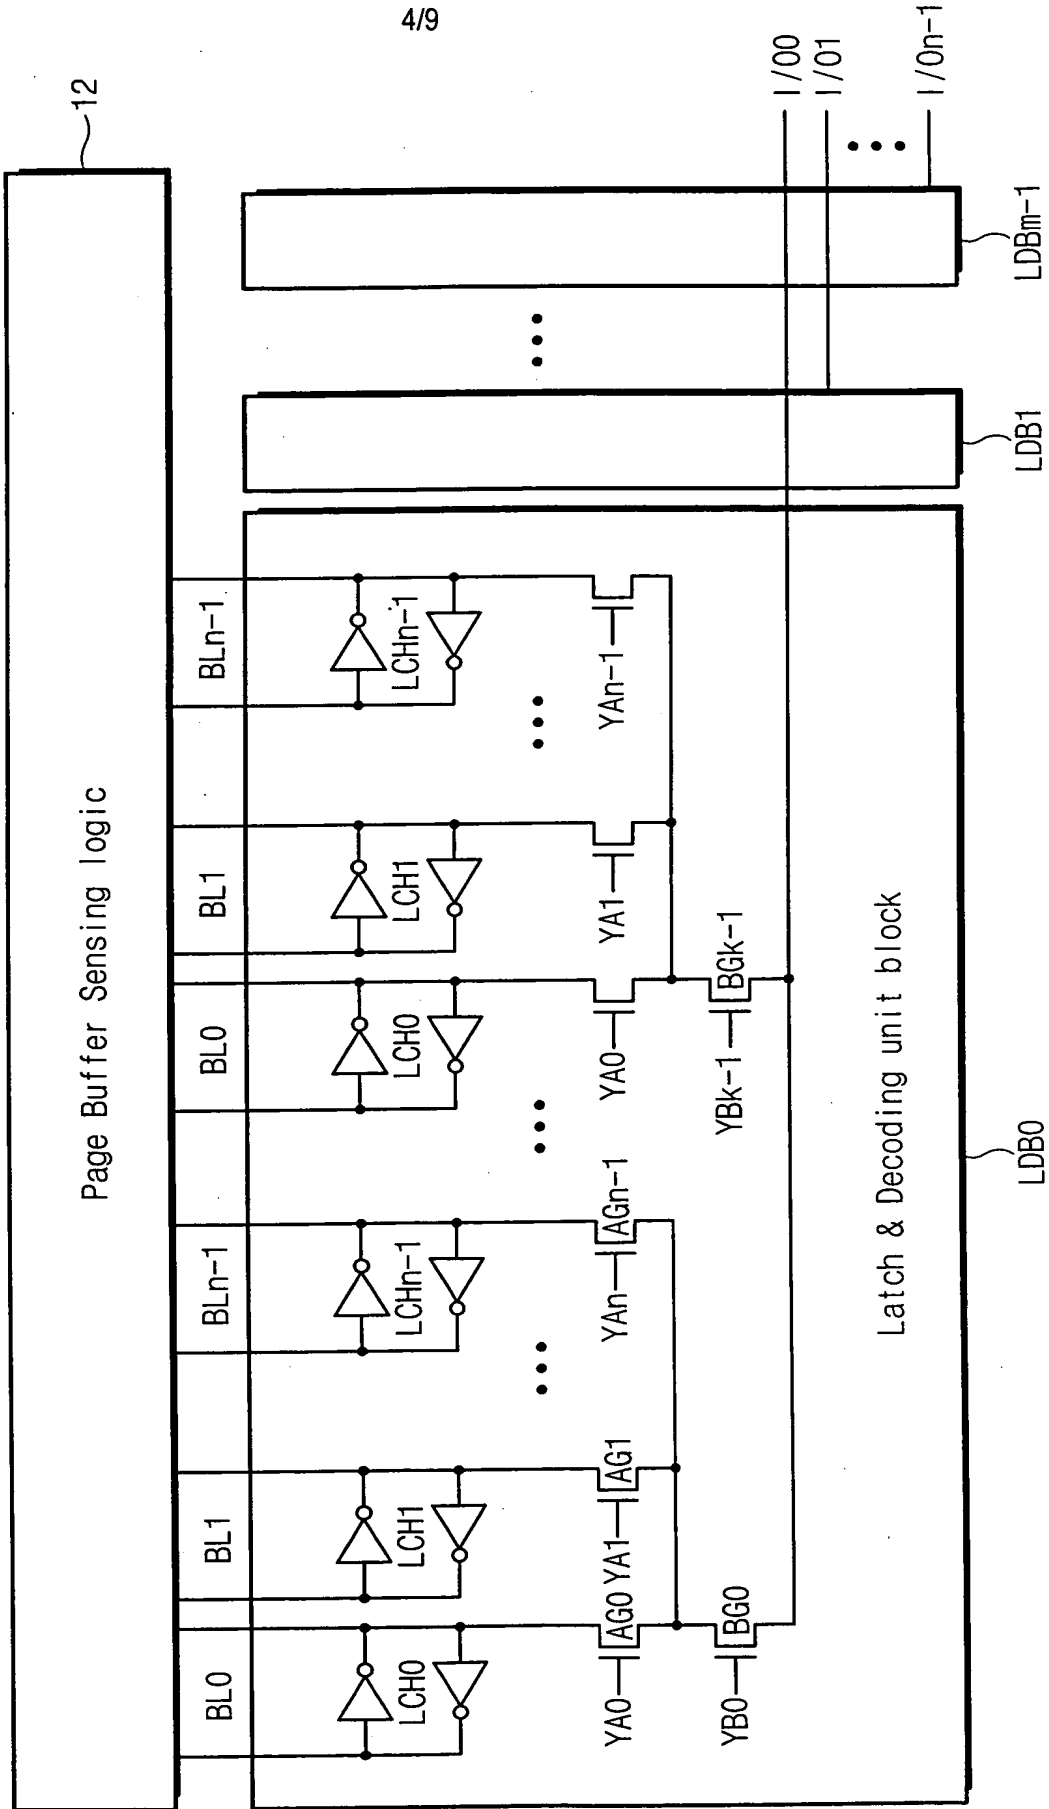 4/9
12
Page Buffer Sensing logic
BL0
BL1
BLn-1
BL0
BL1
BLn-1
LCH0
LCH1
LCHn-1
LCH0
LCH1
LCHn-1
YA0
AG0
YA1
AG1
YAn-1
AGn-1
YA0
YA1
YAn-1
YB0
BG0
YBk-1
BGk-1
I/00
I/01
I/0n-1
Latch & Decoding unit block
LDB0
LDB1
LDBm-1